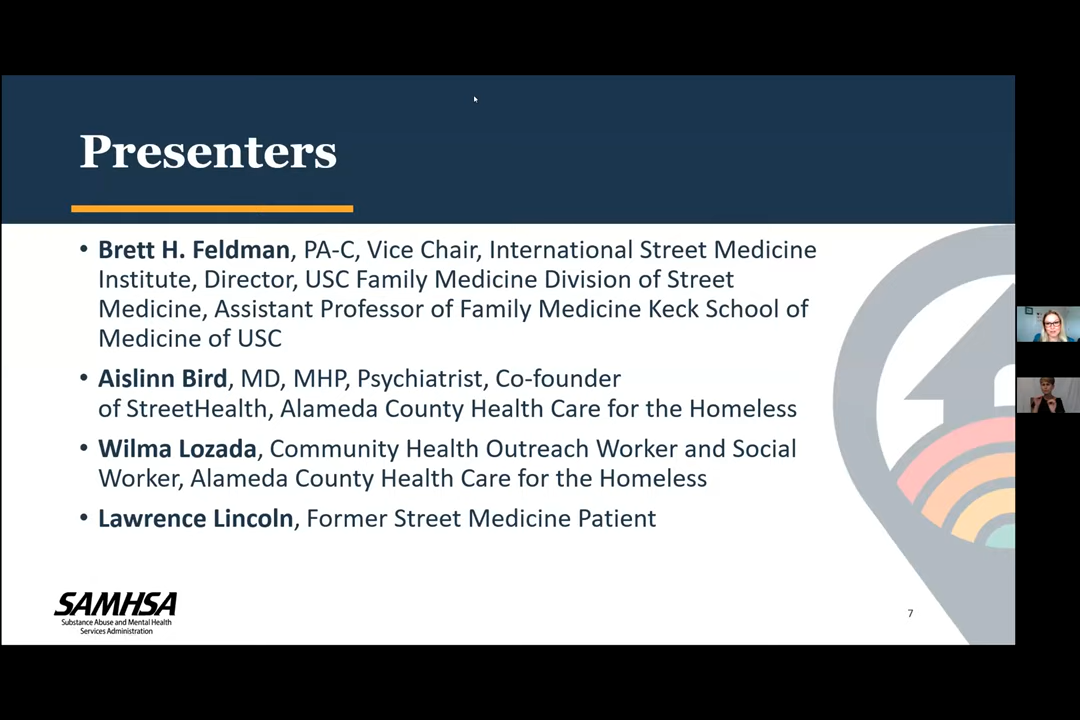 Presenters
• Brett H. Feldman, PA-C, Vice Chair, International Street Medicine
Institute, Director, USC Family Medicine Division of Street
Medicine, Assistant Professor of Family Medicine Keck School of
Medicine of USC
• Aislinn Bird, MD, MHP, Psychiatrist, Co-founder
of StreetHealth, Alameda County Health Care for the Homeless
• Wilma Lozada, Community Health Outreach Worker and Social
Worker, Alameda County Health Care for the Homeless
• Lawrence Lincoln, Former Street Medicine Patient
SAMHSA
Substance Abuse and Mental Health
Services Administration
7